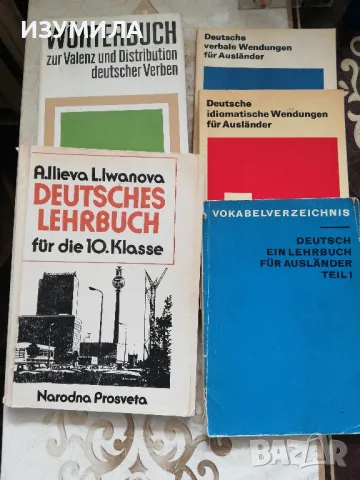 ИЗУМИЛА
WÖRTERBUCH
zur Valenz und Distribution
deutscher Verben
Deutsche
verbale Wendungen
für Ausländer
Deutsche
idiomatische Wendungen
für Ausländer
A.Ilieva L.Iwanova
DEUTSCHES
LEHRBUCH
für die 10.Klasse
Narodna Prosveta
VOKABELVERZEICHNIS
DEUTSCH
EIN LEHRBUCH
FÜR AUSLÄNDER
TEIL I
BAZAR